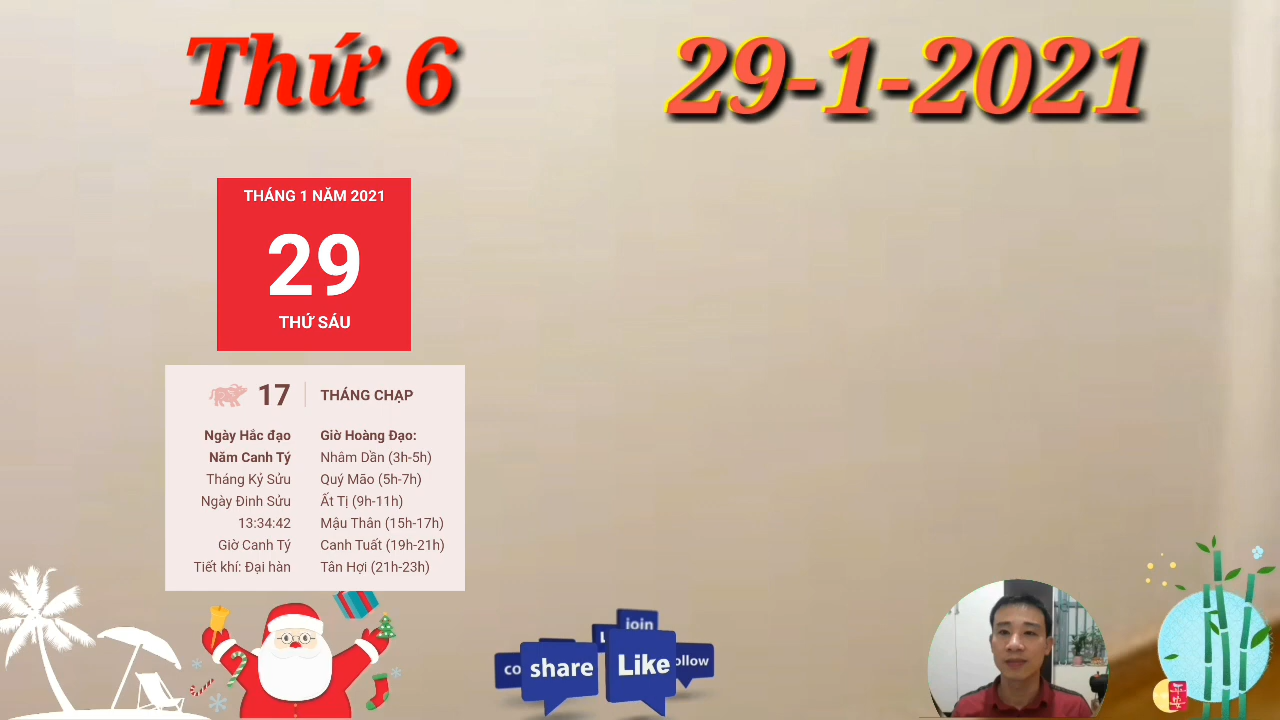 Thứ 6
29-1-2021
THÁNG 1 NĂM 2021
29
THỨ SÁU
17
THÁNG CHẠP
Ngày Hắc đạo
Năm Canh Tý
Tháng Kỷ Sửu
Ngày Đinh Sửu
13:34:42
Giờ Canh Tý
Tiết khí: Đại hàn
Giờ Hoàng Đạo:
Nhâm Dần (3h-5h)
Quý Mão (5h-7h)
Ất Tị (9h-11h)
Mậu Thân (15h-17h)
Canh Tuất (19h-21h)
Tân Hợi (21h-23h)
join
share
Like